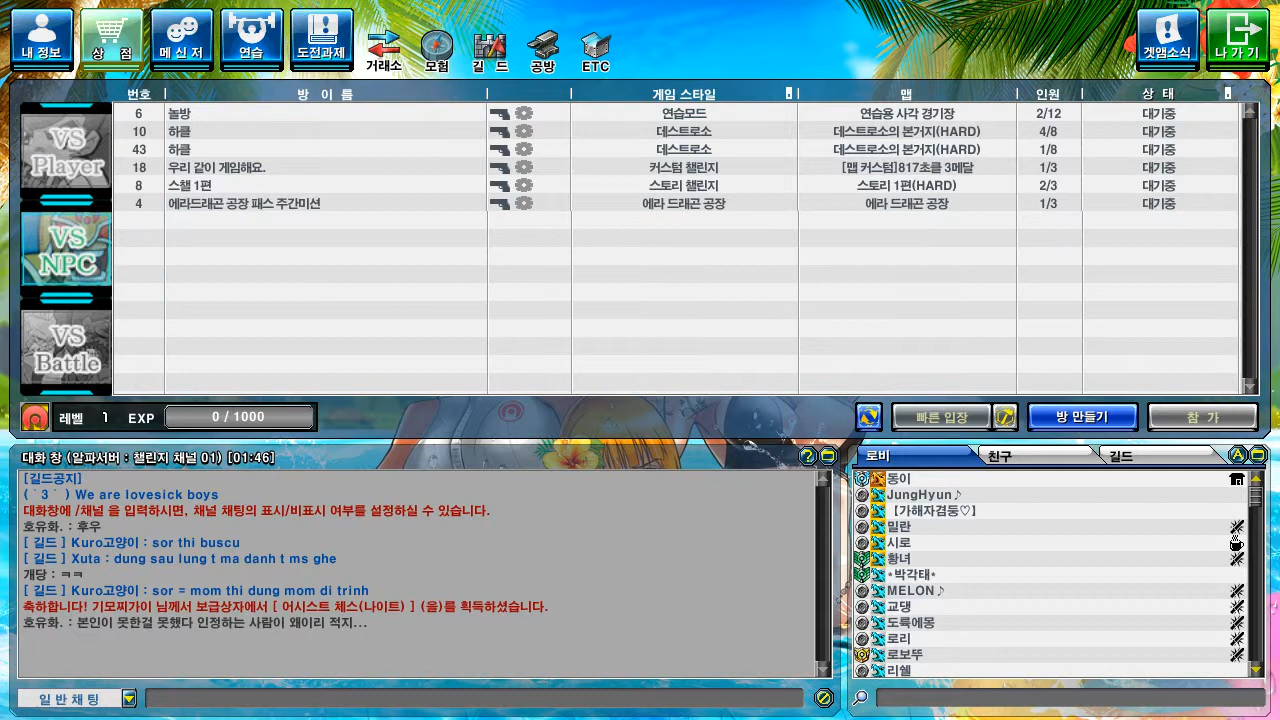 내 정보
상 점
메 신 저
연습
도전과제
거래소
모험
길 드
공방
ETC
겟앰소식
나 가 기
번호 방 이 름 게임 스타일 맵 인원 상 태
VS Player
VS NPC
VS Battle
6 놀방 연습모드 연습용 사각 경기장 2/12 대기중
10 하클 데스트로소 데스트로소의 본거지(HARD) 4/8 대기중
43 하클 데스트로소 데스트로소의 본거지(HARD) 1/8 대기중
18 우리 같이 게임해요. 커스텀 챌린지 [맵 커스텀]817초를 3메달 1/3 대기중
8 스챌 1편 스토리 챌린지 스토리 1편(HARD) 2/3 대기중
4 에라드래곤 공장 패스 주간미션 에라 드래곤 공장 에라 드래곤 공장 1/3 대기중
레벨 1 EXP 0 / 1000
빠른 입장
방 만들기
참 가
대화 창 (알파서버 : 챌린지 채널 01) [01:46]
[길드공지]
( ˙ 3 ˙ ) We are lovesick boys
대화창에 /채널 을 입력하시면, 채널 채팅의 표시/비표시 여부를 설정하실 수 있습니다.
호유화. : 후우
[ 길드 ] Kuro고양이 : sor thi buscu
[ 길드 ] Xuta : dung sau lung t ma danh t ms ghe
개당 : ㅋㅋ
[ 길드 ] Kuro고양이 : sor = mom thi dung mom di trinh
축하합니다! 기모찌가이 님께서 보급상자에서 [ 어시스트 체스(나이트) ] (을)를 획득하셨습니다.
호유화. : 본인이 못한걸 못했다 인정하는 사람이 왜이리 적지...
일 반 채 팅
로비
친구
길드
동이
JungHyun♪
[가해자겸둥♡]
밀란
시로
황녀
*박각태*
MELON♪
교댕
도륵에몽
로리
로보뚜
리쉘